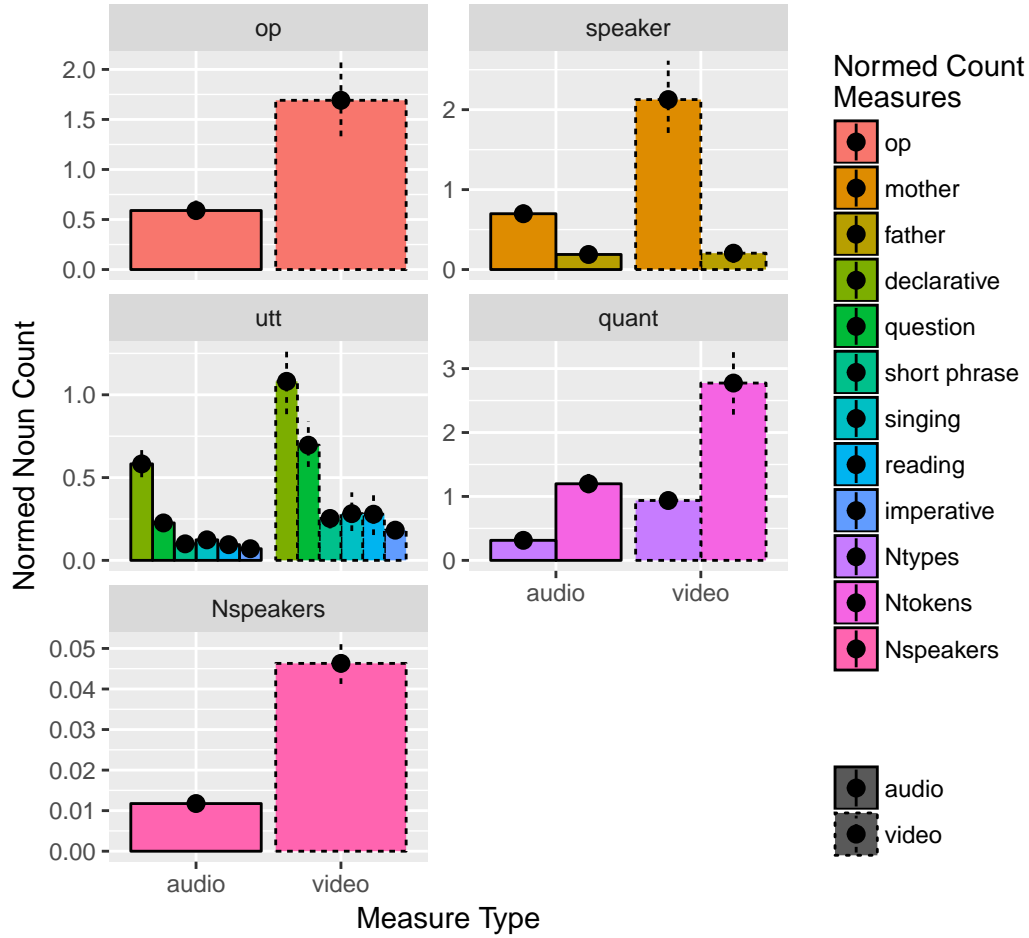 op
speaker
2.0
1.5
1.0
0.5
0.0
2
1
0
utt
quant
1.0
0.5
0.0
3
2
1
0
audio
video
Nspeakers
0.05
0.04
0.03
0.02
0.01
0.00
audio
video
Measure Type
Normed Noun Count
Normed Count
Measures
op
mother
father
declarative
question
short phrase
singing
reading
imperative
Ntypes
Ntokens
Nspeakers
audio
video